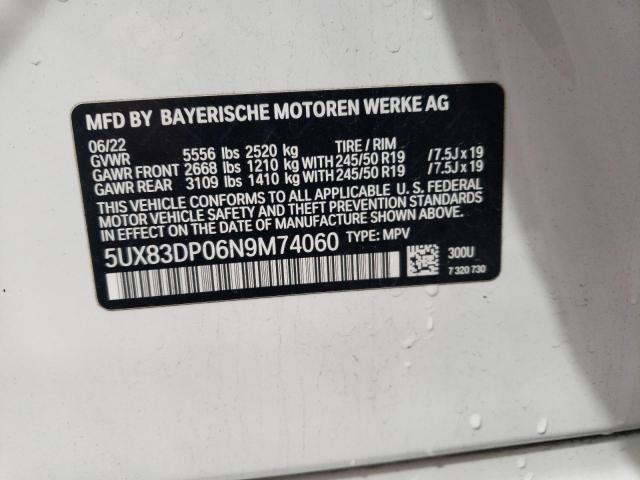 MFD BY BAYERISCHE MOTOREN WERKE AG
06/22 TIRE / RIM
GVWR 5556 lbs 2520 kg
GAWR FRONT 2668 lbs 1210 kg WITH 245/50 R19 /7.5J x 19
GAWR REAR 3109 lbs 1410 kg WITH 245/50 R19 /7.5J x 19
THIS VEHICLE CONFORMS TO ALL APPLICABLE U. S. FEDERAL
MOTOR VEHICLE SAFETY AND THEFT PREVENTION STANDARDS
IN EFFECT ON THE DATE OF MANUFACTURE SHOWN ABOVE.
5UX83DP06N9M74060 TYPE: MPV
300U
7 320 730